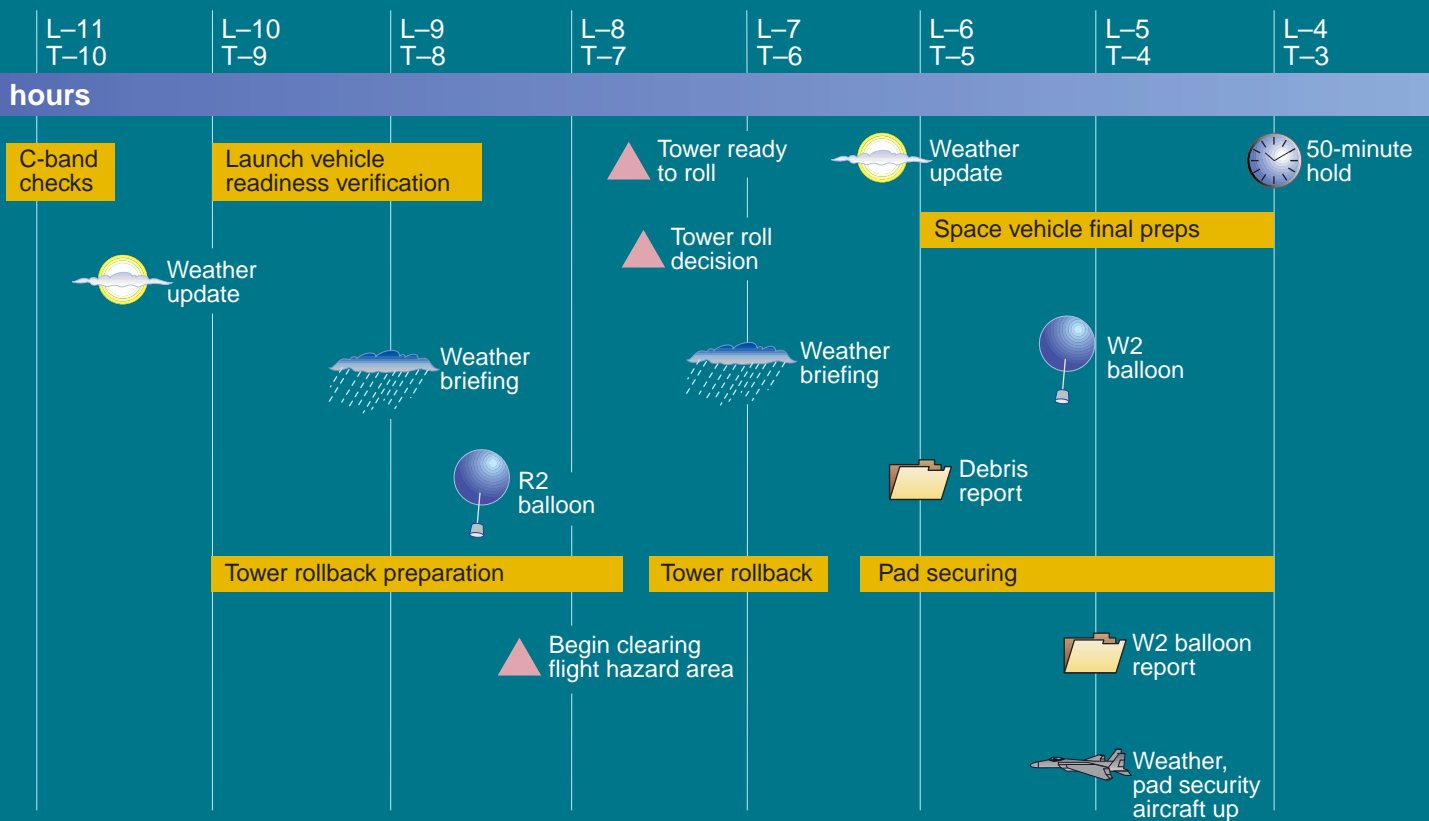 L–11
T–10
L–10
T–9
L–9
T–8
L–8
T–7
L–7
T–6
L–6
T–5
L–5
T–4
L–4
T–3
hours
C-band
checks
Launch vehicle
readiness verification
Tower ready
to roll
Weather
update
50-minute
hold
Space vehicle final preps
Tower roll
decision
Weather
update
Weather
briefing
Weather
briefing
W2
balloon
R2
balloon
Debris
report
Tower rollback preparation
Tower rollback
Pad securing
Begin clearing
flight hazard area
W2 balloon
report
Weather,
pad security
aircraft up